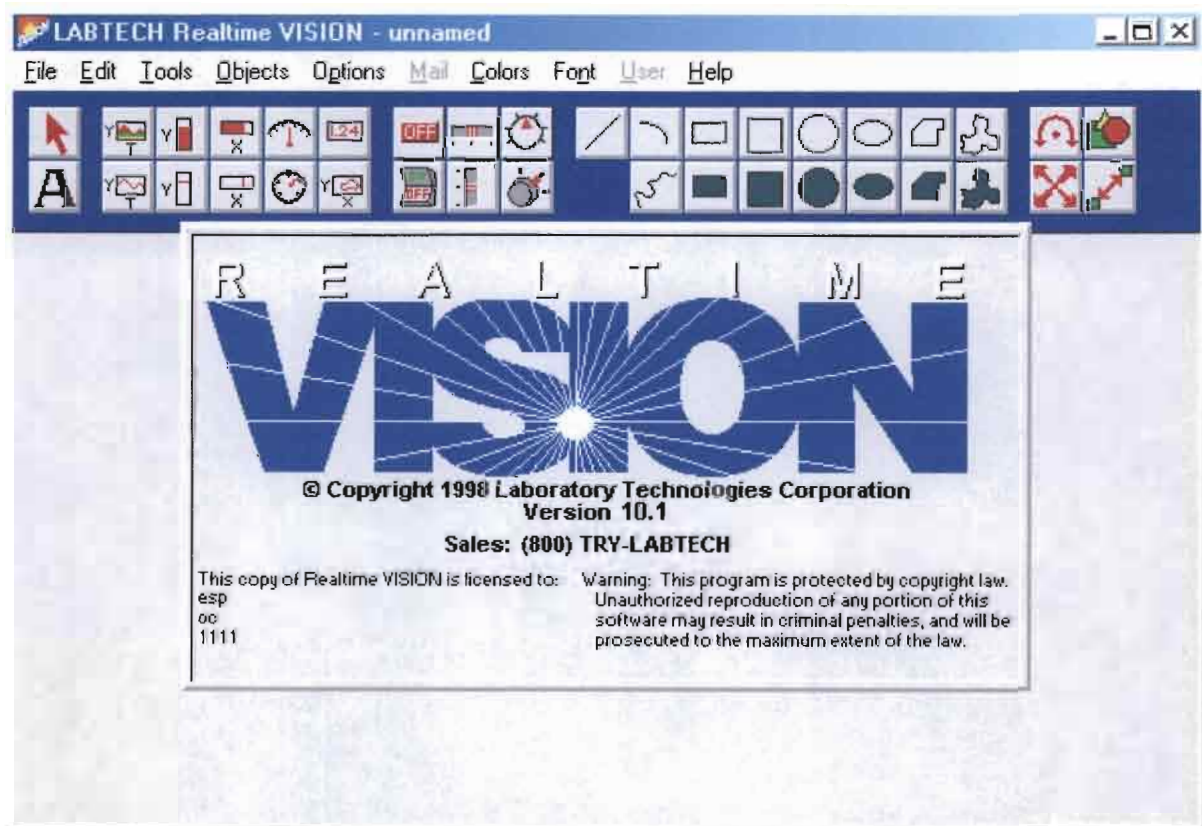 LABTECH Realtime VISION - unnamed
File Edit Tools Objects Options Mail Colors Font User Help
Y T Y X 1.24 OFF
A Y T Y X Y X OFF
REALTIME
VISION
© Copyright 1998 Laboratory Technologies Corporation
Version 10.1
Sales: (800) TRY-LABTECH
This copy of Realtime VISION is licensed to:
esp
oc
1111
Warning: This program is protected by copyright law.
Unauthorized reproduction of any portion of this
software may result in criminal penalties, and will be
prosecuted to the maximum extent of the law.